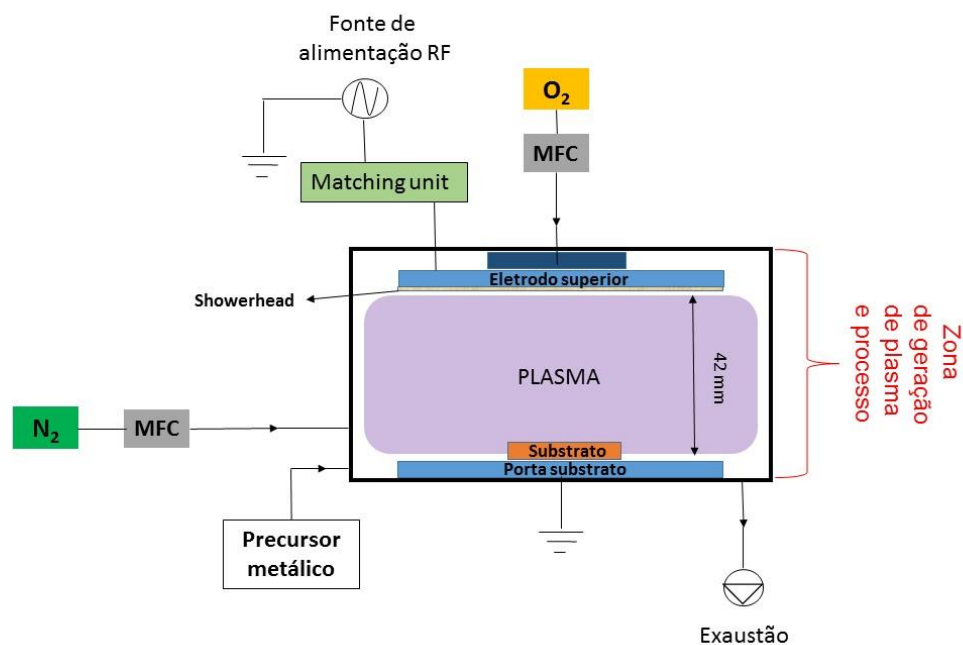 Fonte de
alimentação RF
O₂
MFC
Matching unit
Eletrodo superior
Showerhead
PLASMA
42 mm
Zona
de geração
de plasma
e processo
N₂
MFC
Substrato
Porta substrato
Precursor
metálico
Exaustão